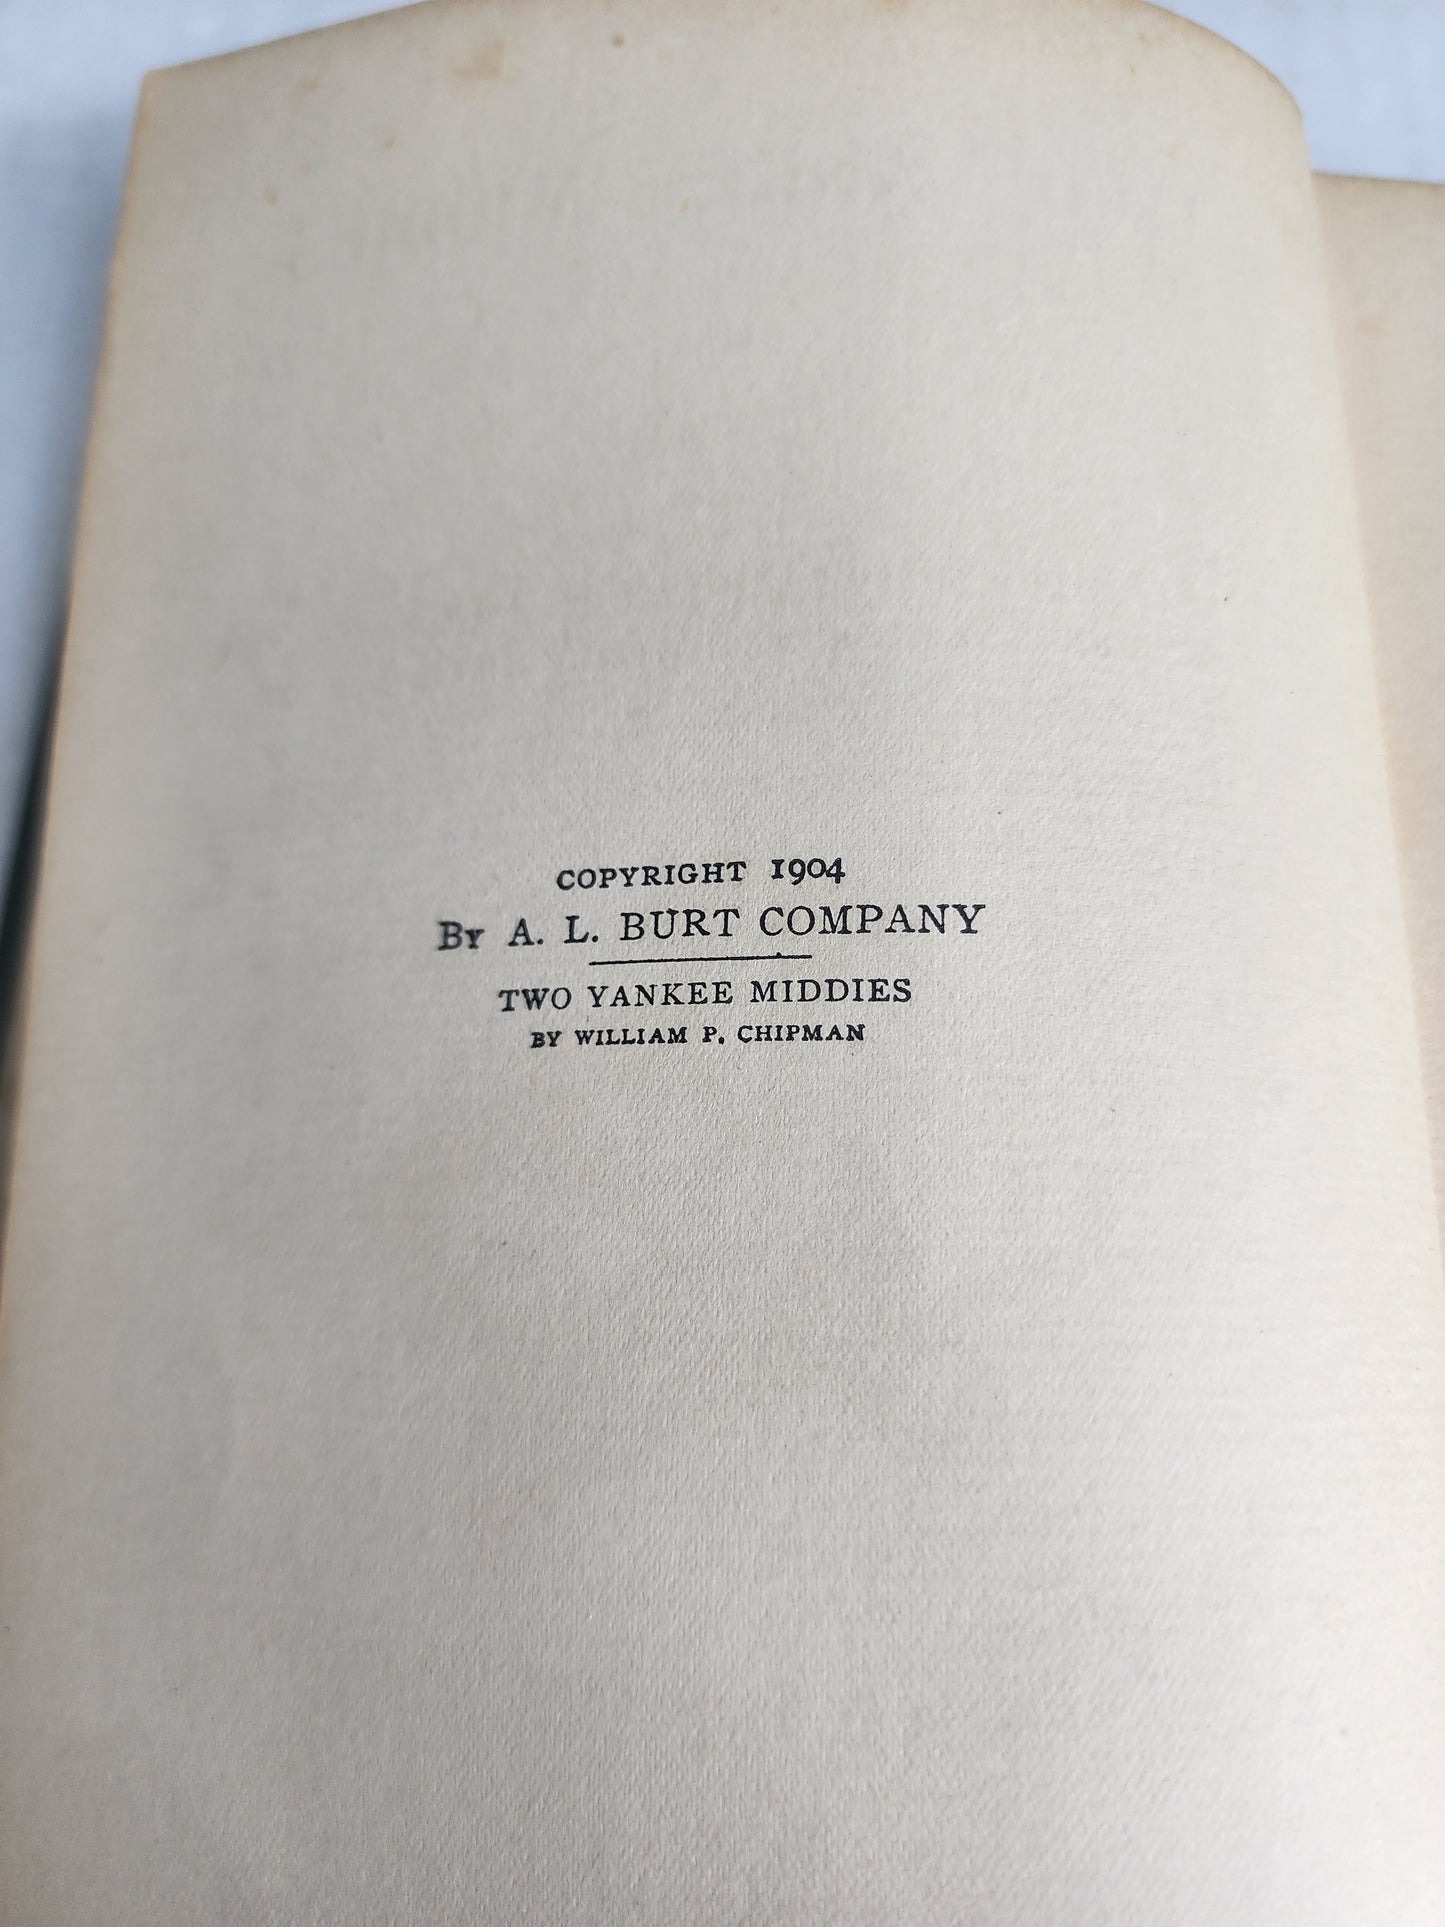 COPYRIGHT 1904
By A. L. BURT COMPANY
TWO YANKEE MIDDIES
BY WILLIAM P. CHIPMAN